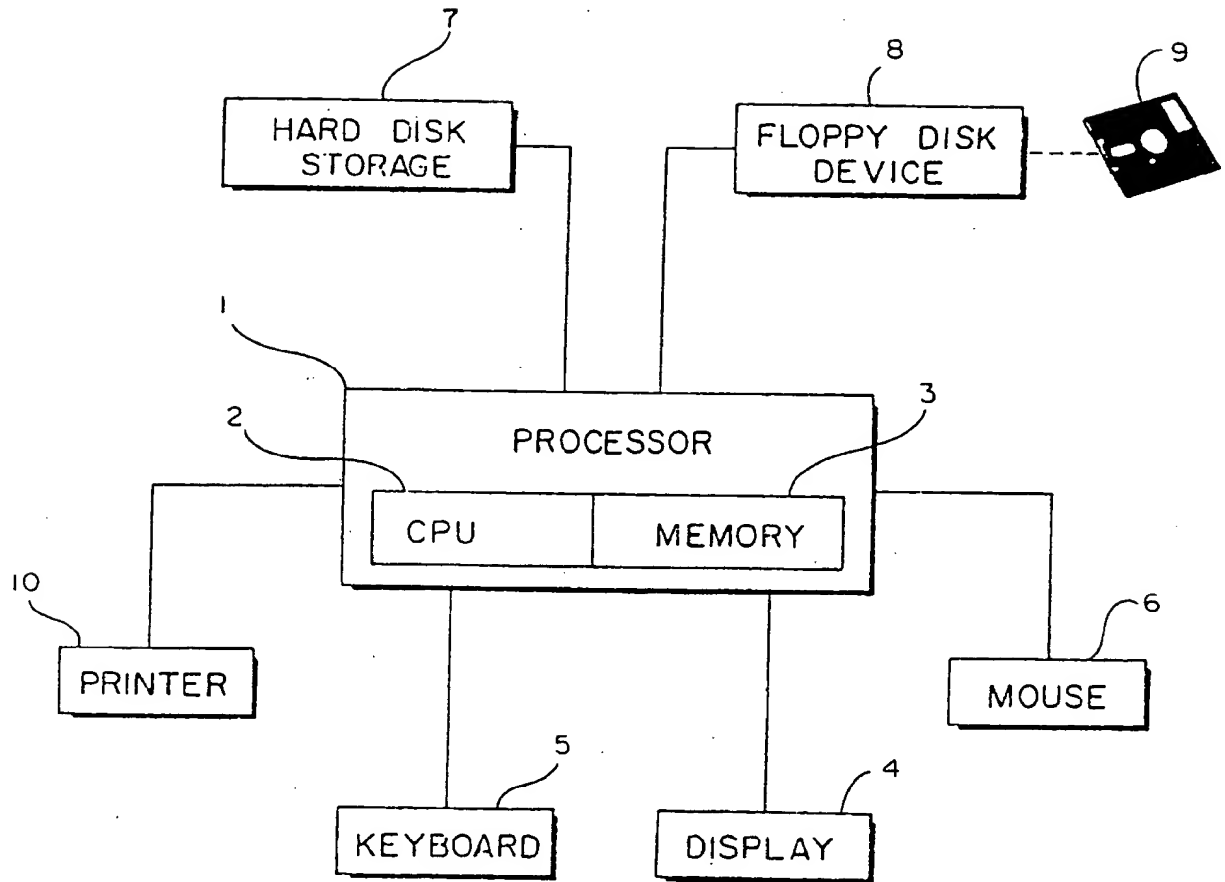 7
8
9
HARD DISK
STORAGE
FLOPPY DISK
DEVICE
1
2
3
PROCESSOR
CPU
MEMORY
10
6
PRINTER
MOUSE
5
4
KEYBOARD
DISPLAY